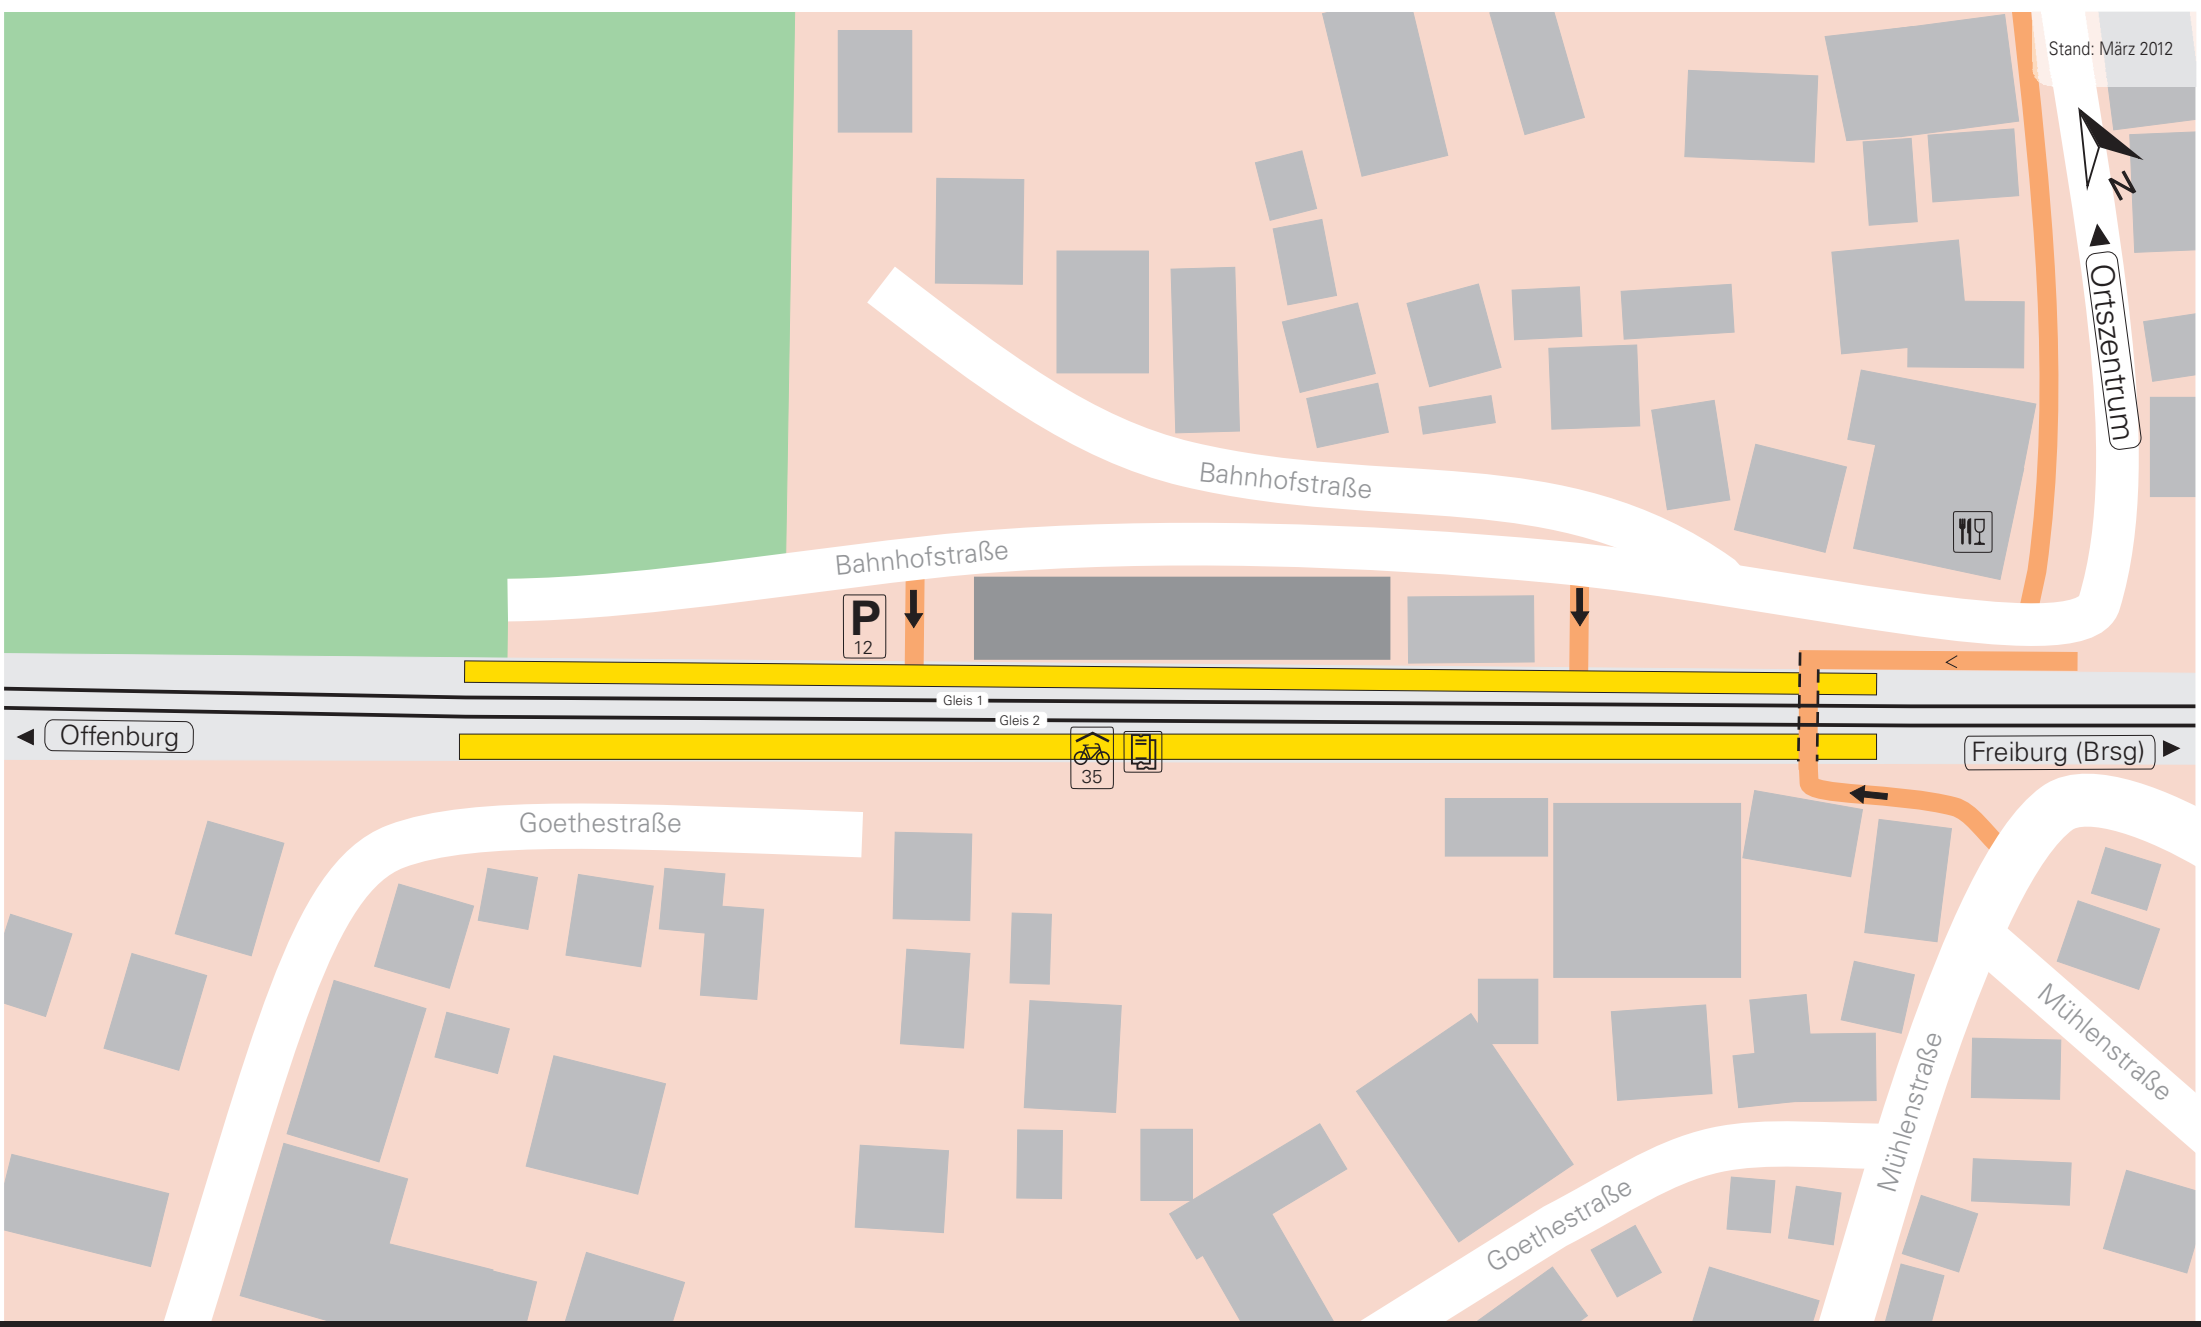 Stand: März 2012
N
Ortszentrum
Bahnhofstraße
Bahnhofstraße
P
12
Gleis 1
Gleis 2
Offenburg
Freiburg (Brsg)
35
Goethestraße
Mühlenstraße
Mühlenstraße
Goethestraße